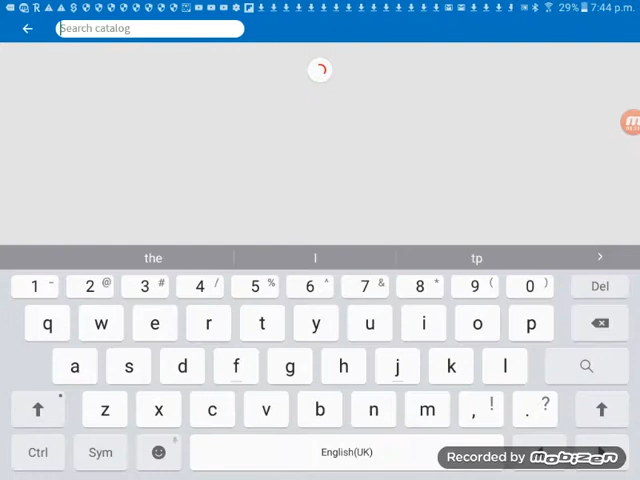 29% 7:44 p.m.
Search catalog
the I tp
1 - 2 @ 3 # 4 / 5 % 6 ^ 7 & 8 * 9 ( 0 ) Del
q w e r t y u i o p
a s d f g h j k l
z x c v b n m , ! . ?
Ctrl Sym English(UK)
Recorded by MOBIZEN